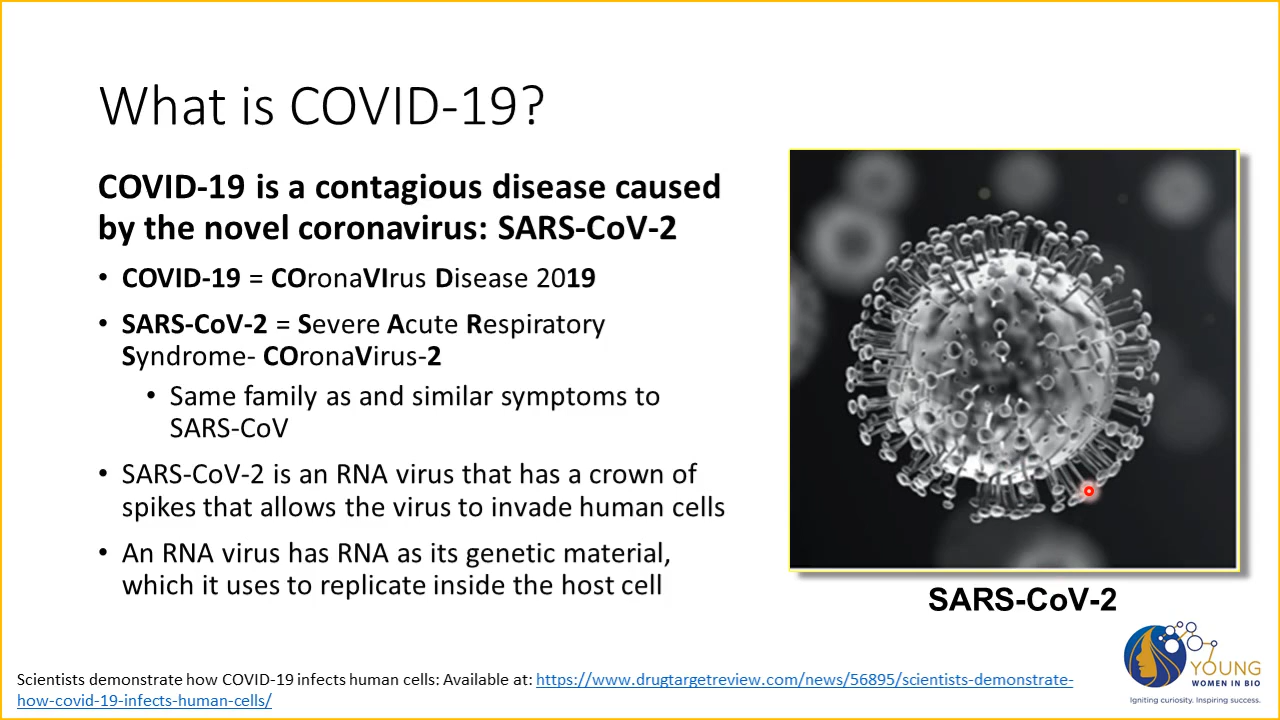 What is COVID-19?
COVID-19 is a contagious disease caused
by the novel coronavirus: SARS-CoV-2
• COVID-19 = COronaVIrus Disease 2019
• SARS-CoV-2 = Severe Acute Respiratory
Syndrome- COronaVirus-2
• Same family as and similar symptoms to
SARS-CoV
• SARS-CoV-2 is an RNA virus that has a crown of
spikes that allows the virus to invade human cells
• An RNA virus has RNA as its genetic material,
which it uses to replicate inside the host cell
SARS-CoV-2
YOUNG
WOMEN IN BIO
Igniting curiosity. Inspiring success.
Scientists demonstrate how COVID-19 infects human cells: Available at: https://www.drugtargetreview.com/news/56895/scientists-demonstrate-
how-covid-19-infects-human-cells/